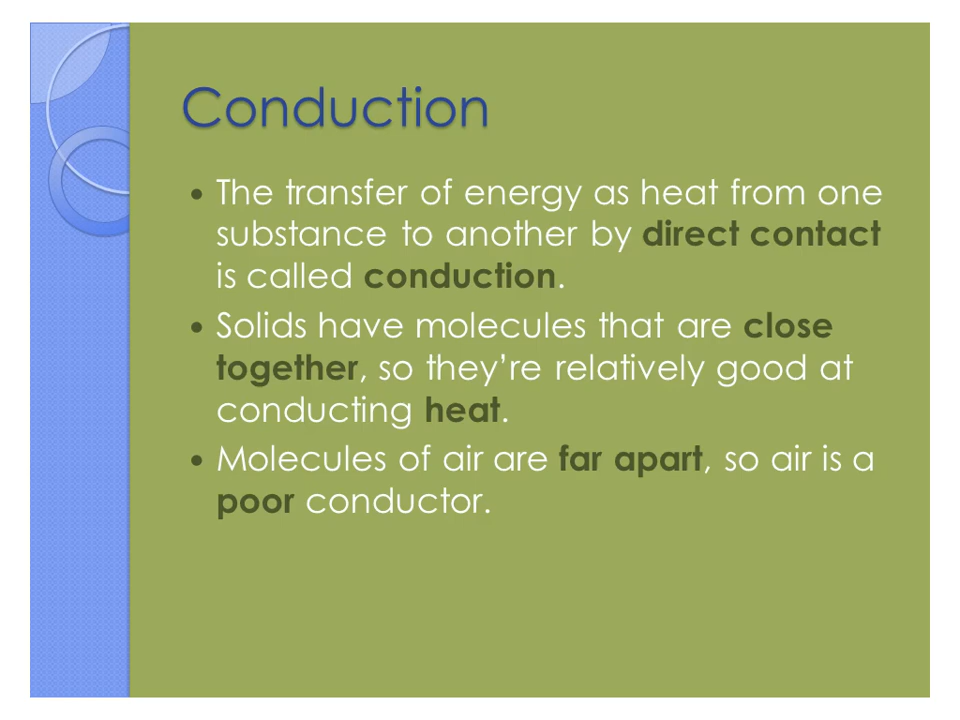 Conduction
The transfer of energy as heat from one
substance to another by direct contact
is called conduction.
Solids have molecules that are close
together, so they’re relatively good at
conducting heat.
Molecules of air are far apart, so air is a
poor conductor.